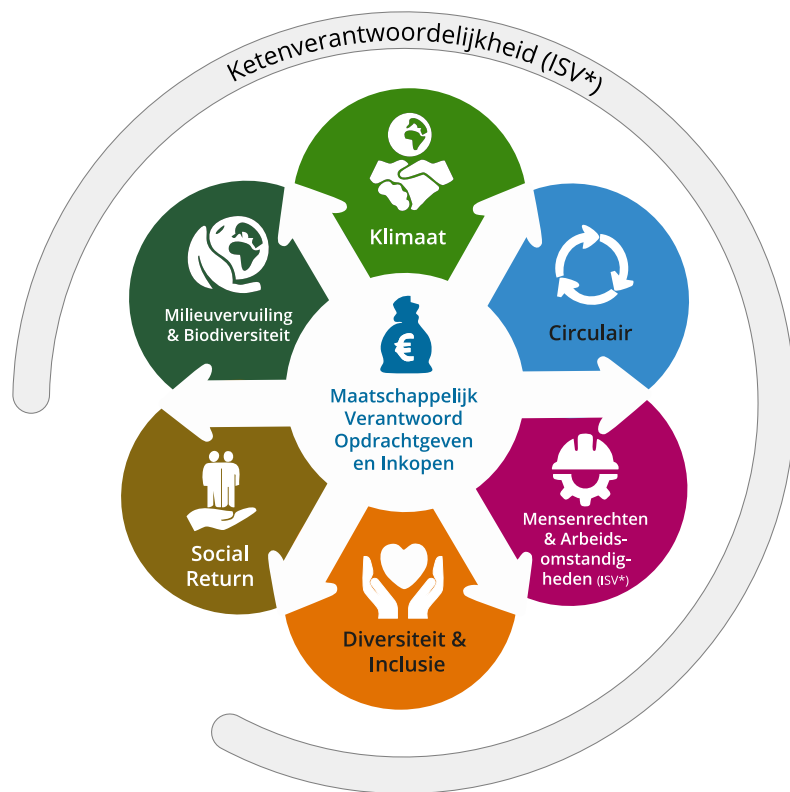 Ketenverantwoordelijkheid (ISV*)
Klimaat
Circulair
Mensenrechten
& Arbeids-
omstandig-
heden (ISV*)
Diversiteit &
Inclusie
Social
Return
Milieuvervuiling
& Biodiversiteit
€
Maatschappelijk
Verantwoord
Opdrachtgeven
en Inkopen